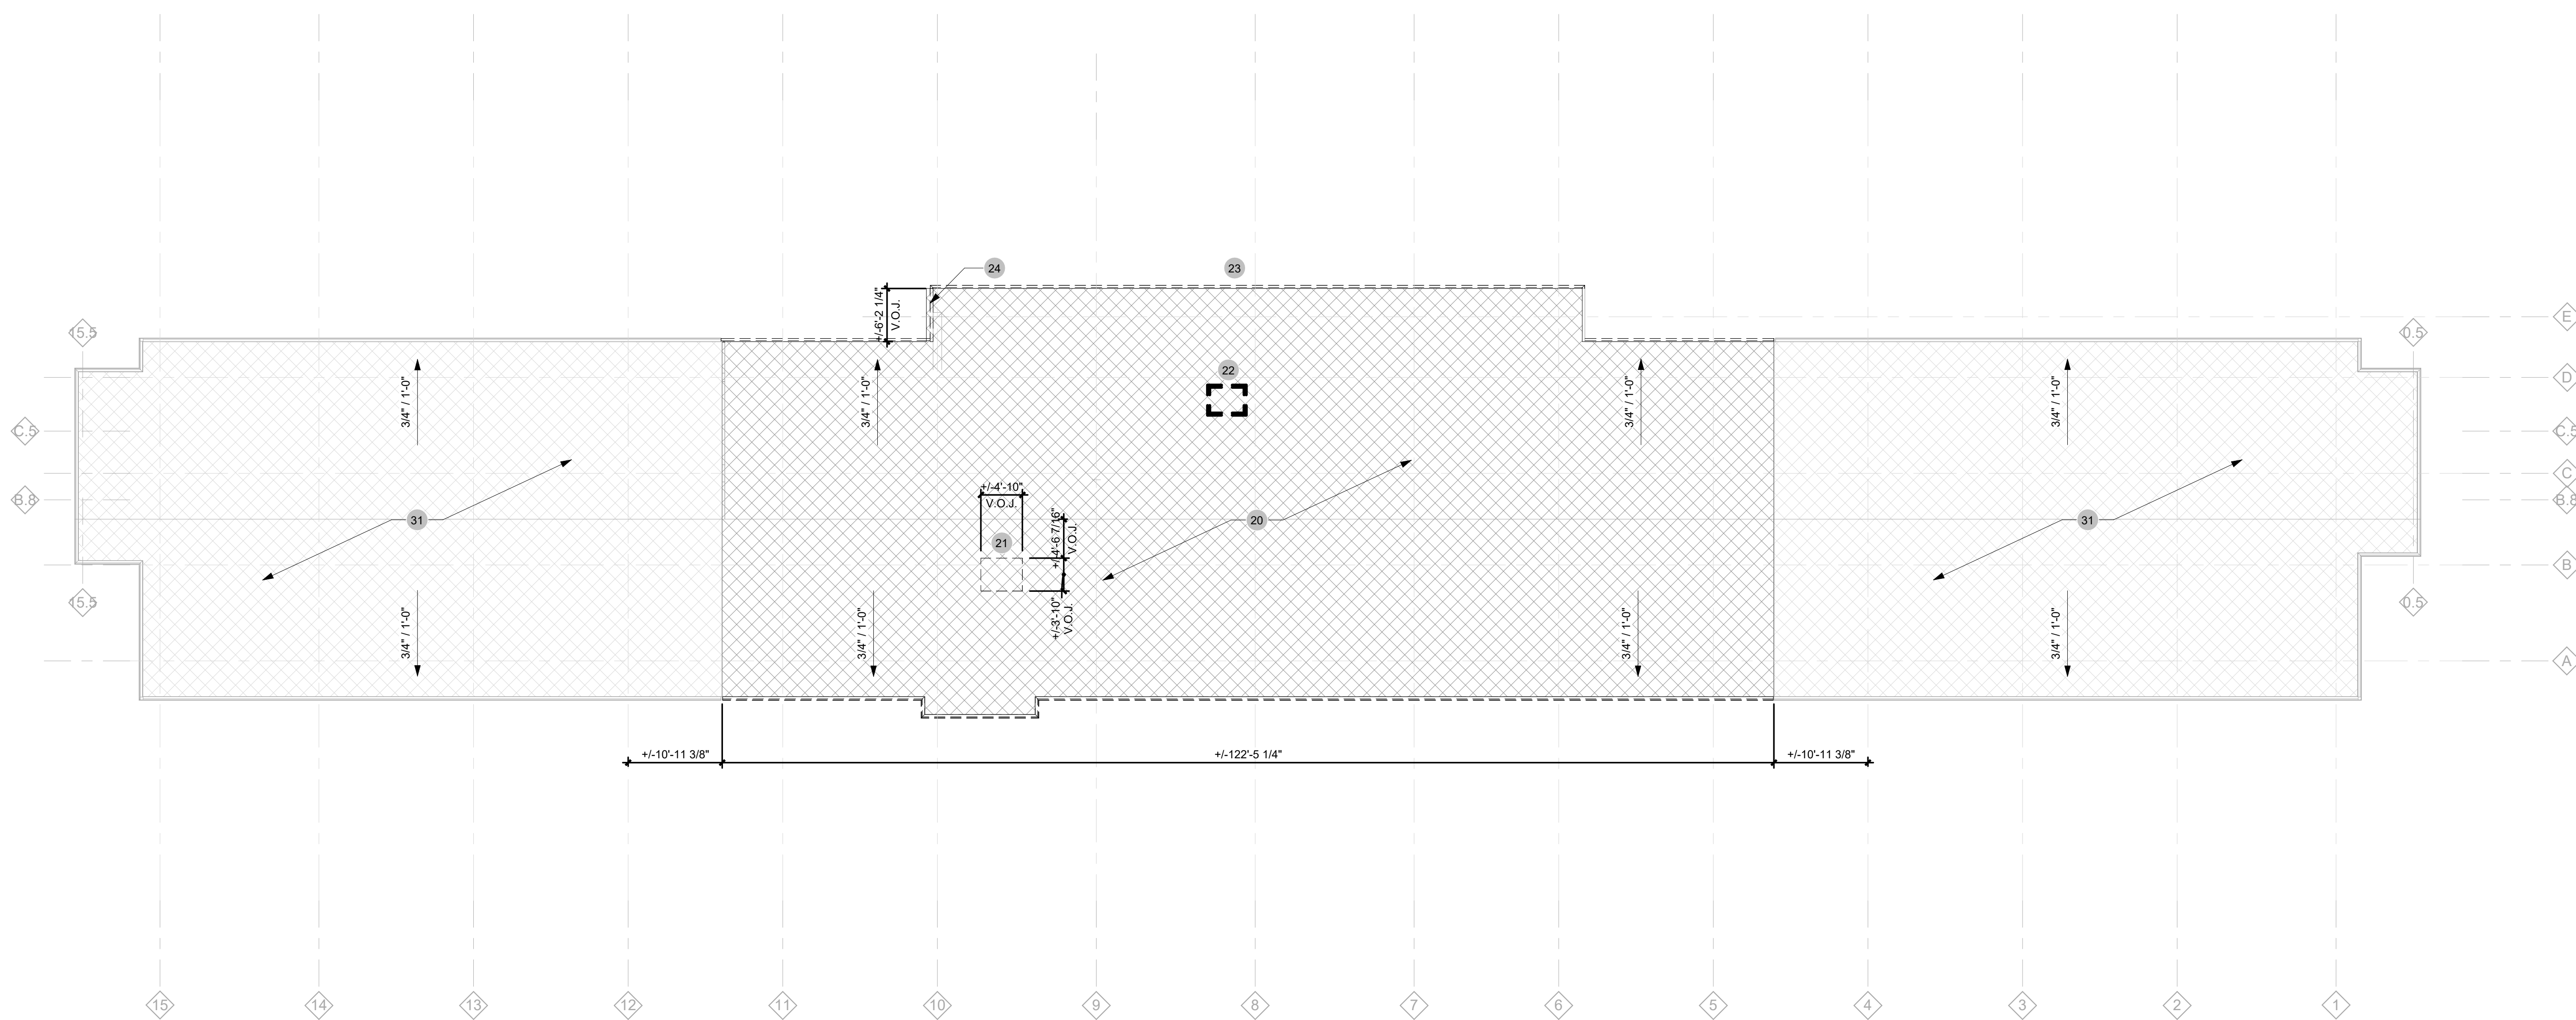 24
23
+/-6'-2 1/4"
V.O.J.
E
15.5
0.5
22
D
3/4" / 1'-0"
3/4" / 1'-0"
3/4" / 1'-0"
3/4" / 1'-0"
C.5
C.5
C
+/-4'-10"
V.O.J.
B.8
B.8
31
20
31
+/-4'-6 7/16"
V.O.J.
21
B
15.5
0.5
+/-3'-10"
V.O.J.
3/4" / 1'-0"
3/4" / 1'-0"
3/4" / 1'-0"
3/4" / 1'-0"
A
+/-10'-11 3/8"
+/-122'-5 1/4"
+/-10'-11 3/8"
15
14
13
12
11
10
9
8
7
6
5
4
3
2
1